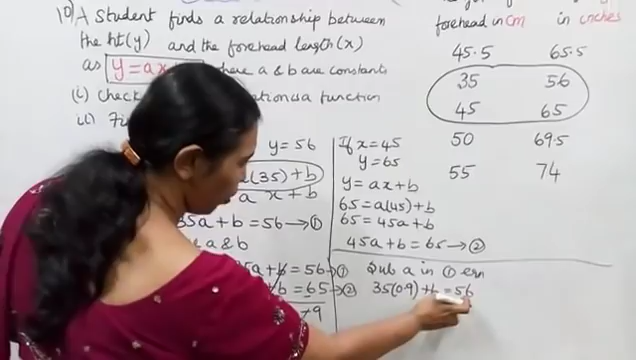 10) A student finds a relationship between
the ht(y) and the forehead length (x)
as y = ax where a & b are constants
(i) check function
ii)
forehead in cm in inches
45.5 65.5
35 56
45 65
50 69.5
55 74
y = 56
a(35) + b
a x + b
35a + b = 56 → ①
a & b
5a + b = 56 → ①
b = 65 → ②
+9
If x = 45
y = 65
y = ax + b
65 = a(45) + b
65 = 45a + b
45a + b = 65 → ②
Sub a in ① eqn
35(0.9) + b = 56